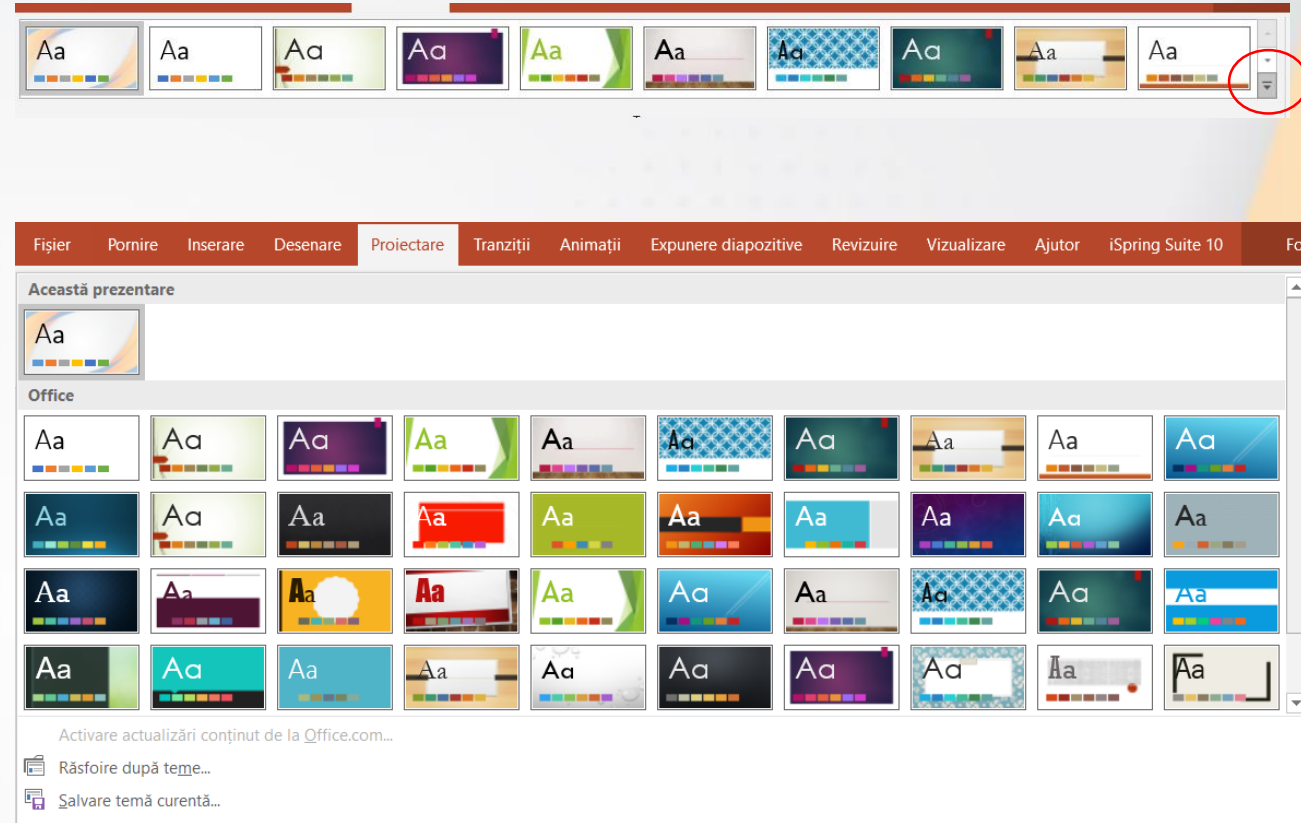 Aa Aa Aa Aa Aa Aa Aa Aa Aa Aa
Fișier Pornire Inserare Desenare Proiectare Tranziții Animații Expunere diapozitive Revizuire Vizualizare Ajutor iSpring Suite 10 Fo
Această prezentare
Aa
Office
Aa Aa Aa Aa Aa Aa Aa Aa Aa Aa
Aa Aa Aa Aa Aa Aa Aa Aa Aa Aa
Aa Aa Aa Aa Aa Aa Aa Aa Aa Aa
Aa Aa Aa Aa Aa Aa Aa Aa Aa Aa
Activare actualizări conținut de la Office.com...
Răsfoire după teme...
Salvare temă curentă...